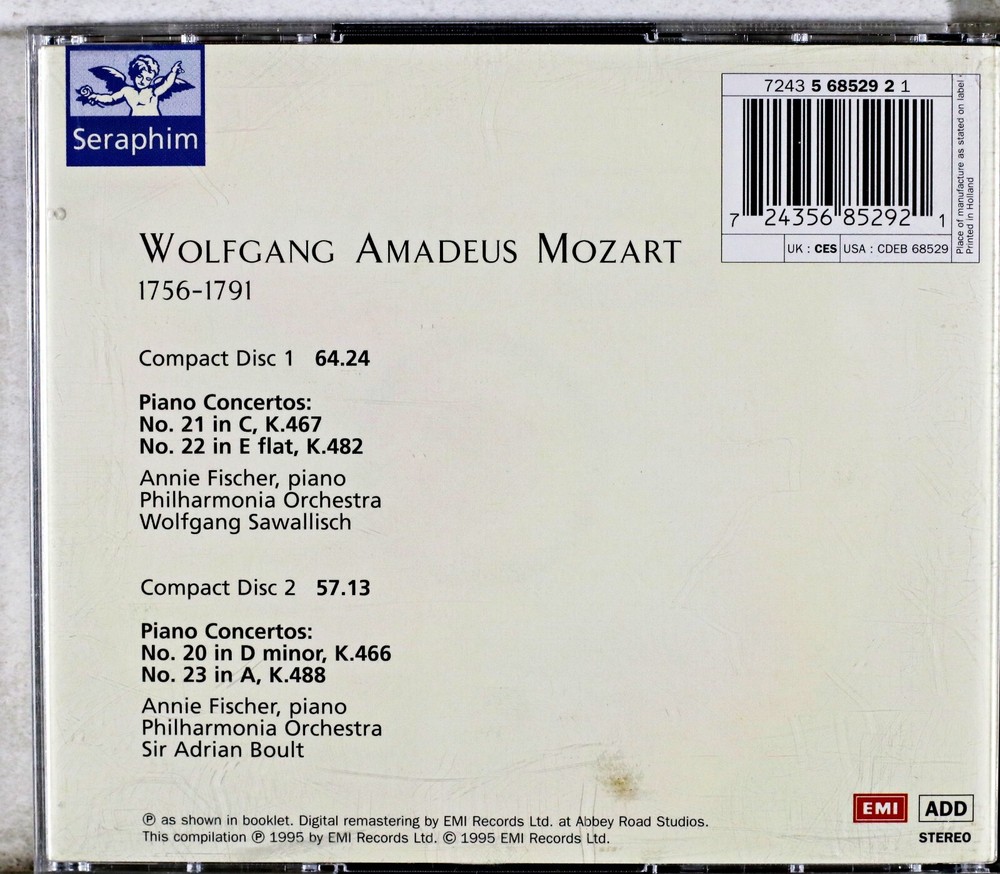 Seraphim
7243 5 68529 2 1
7 24356 85292 1
UK : CES USA : CDEB 68529
Place of manufacture as stated on label
Printed in Holland
WOLFGANG AMADEUS MOZART
1756-1791
Compact Disc 1 64.24
Piano Concertos:
No. 21 in C, K.467
No. 22 in E flat, K.482
Annie Fischer, piano
Philharmonia Orchestra
Wolfgang Sawallisch
Compact Disc 2 57.13
Piano Concertos:
No. 20 in D minor, K.466
No. 23 in A, K.488
Annie Fischer, piano
Philharmonia Orchestra
Sir Adrian Boult
℗ as shown in booklet. Digital remastering by EMI Records Ltd. at Abbey Road Studios.
This compilation ℗ 1995 by EMI Records Ltd. © 1995 EMI Records Ltd.
EMI ADD
STEREO